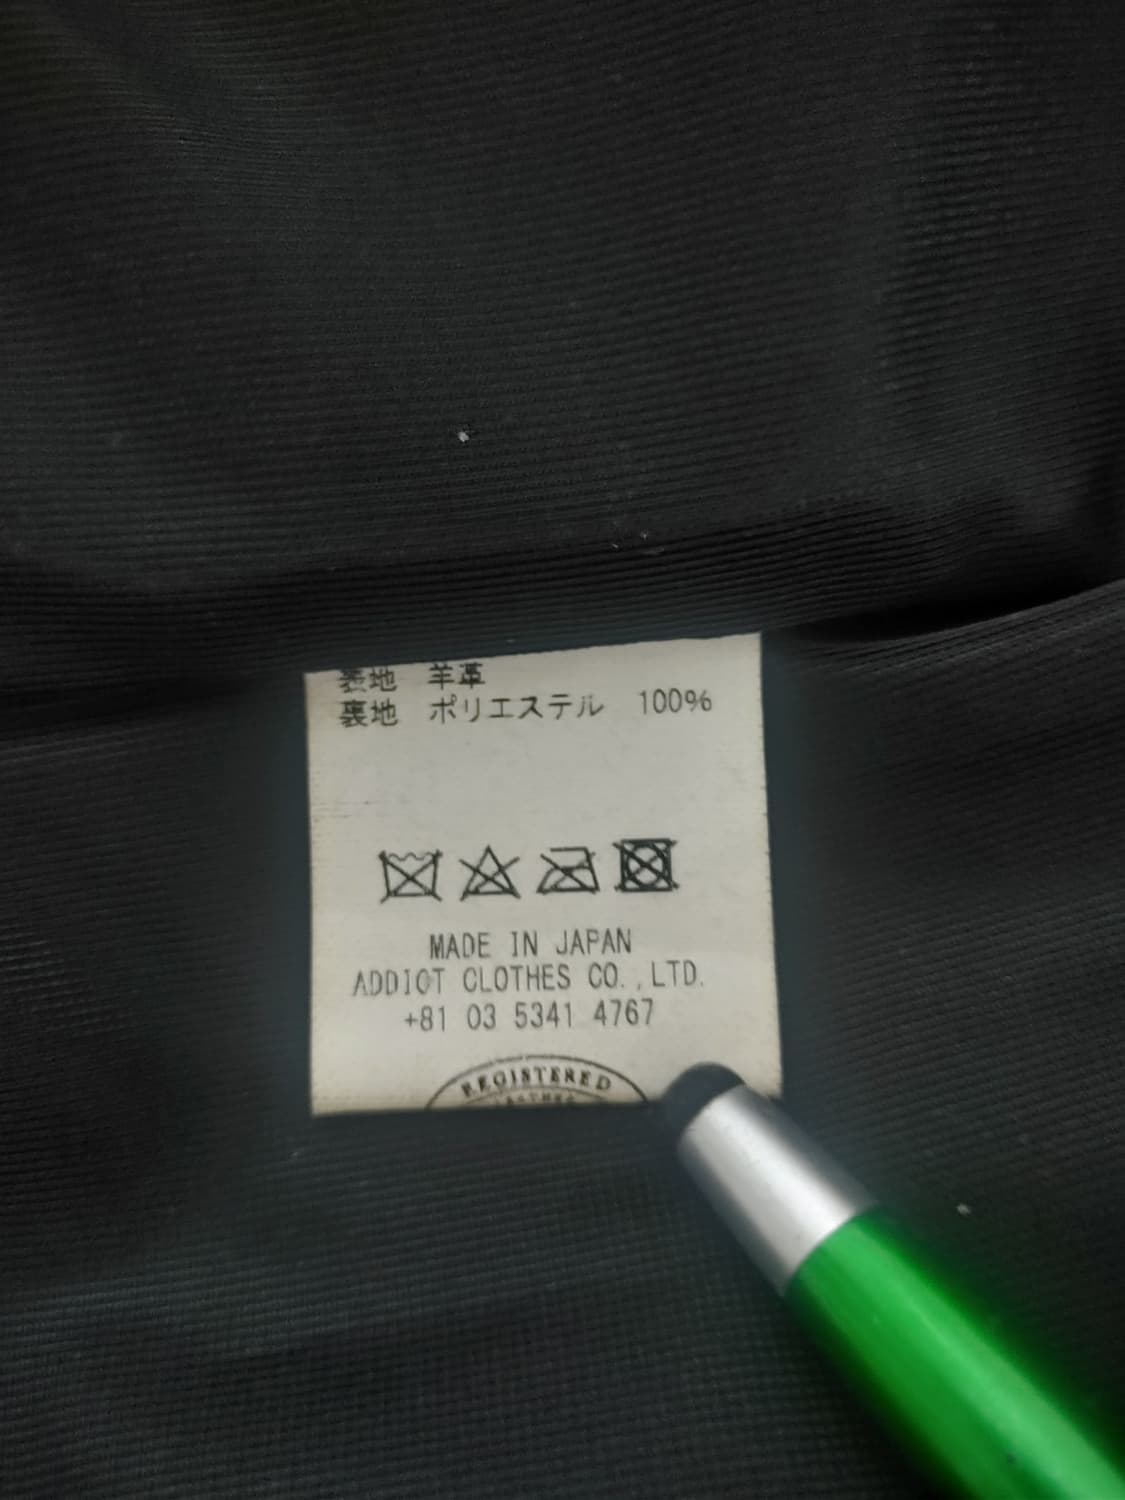 表地 羊革
裏地 ポリエステル 100%
MADE IN JAPAN
ADDICT CLOTHES CO.,LTD.
+81 03 5341 4767
REGISTERED